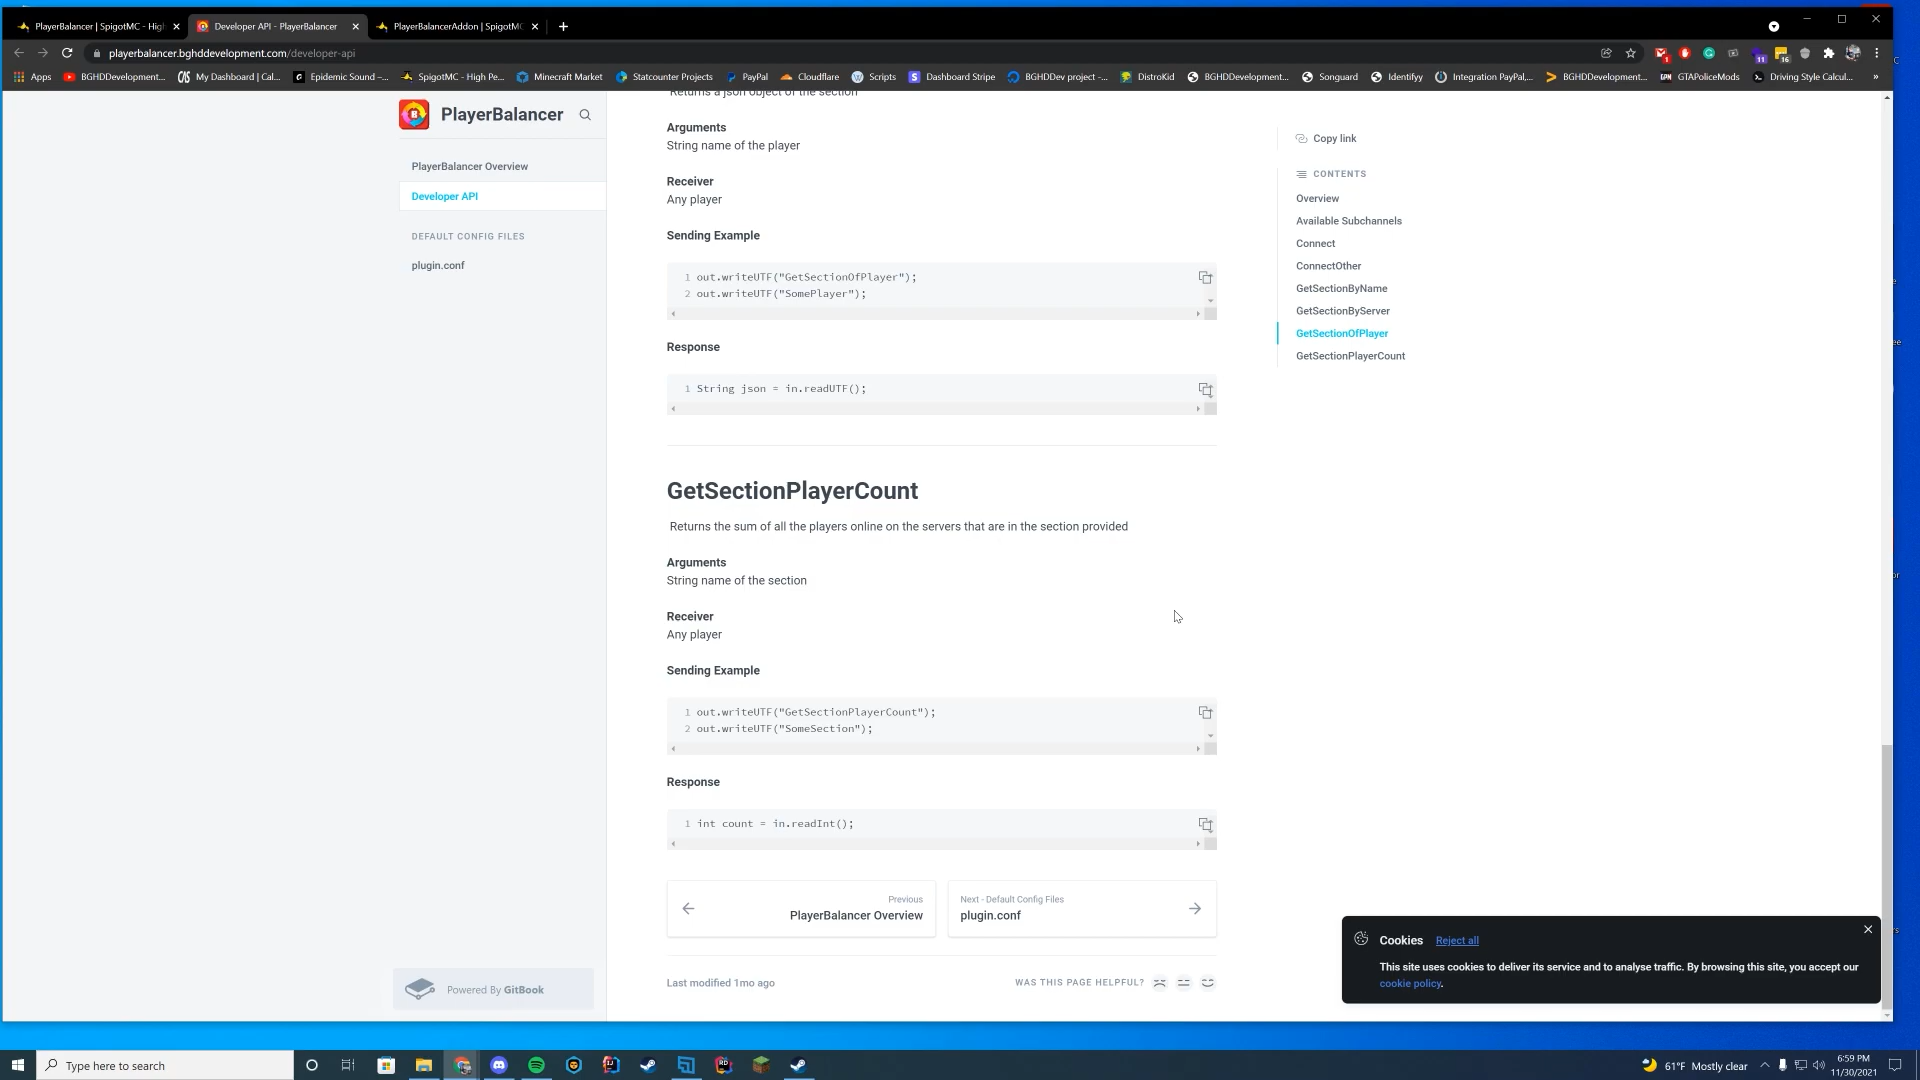 PlayerBalancer | SpigotMC - High
Developer API - PlayerBalancer
PlayerBalancerAddon | SpigotMC
playerbalancer.bghddevelopment.com/developer-api
Apps
BGHDDevelopment...
My Dashboard | Cal...
Epidemic Sound –...
SpigotMC - High Pe...
Minecraft Market
Statcounter Projects
PayPal
Cloudflare
Scripts
Dashboard Stripe
BGHDDev project -...
DistroKid
BGHDDevelopment...
Songuard
Identifyy
Integration PayPal,...
BGHDDevelopment...
GTAPoliceMods
Driving Style Calcul...
»
PlayerBalancer
PlayerBalancer Overview
Developer API
DEFAULT CONFIG FILES
plugin.conf
Powered By GitBook
Returns a json object of the section
Arguments
String name of the player
Receiver
Any player
Sending Example
1 out.writeUTF("GetSectionOfPlayer");
2 out.writeUTF("SomePlayer");
Response
1 String json = in.readUTF();
GetSectionPlayerCount
Returns the sum of all the players online on the servers that are in the section provided
Arguments
String name of the section
Receiver
Any player
Sending Example
1 out.writeUTF("GetSectionPlayerCount");
2 out.writeUTF("SomeSection");
Response
1 int count = in.readInt();
Previous
PlayerBalancer Overview
Next - Default Config Files
plugin.conf
Last modified 1mo ago
WAS THIS PAGE HELPFUL?
Copy link
CONTENTS
Overview
Available Subchannels
Connect
ConnectOther
GetSectionByName
GetSectionByServer
GetSectionOfPlayer
GetSectionPlayerCount
Cookies
Reject all
This site uses cookies to deliver its service and to analyse traffic. By browsing this site, you accept our
cookie policy.
Type here to search
61°F Mostly clear
6:59 PM
11/30/2021